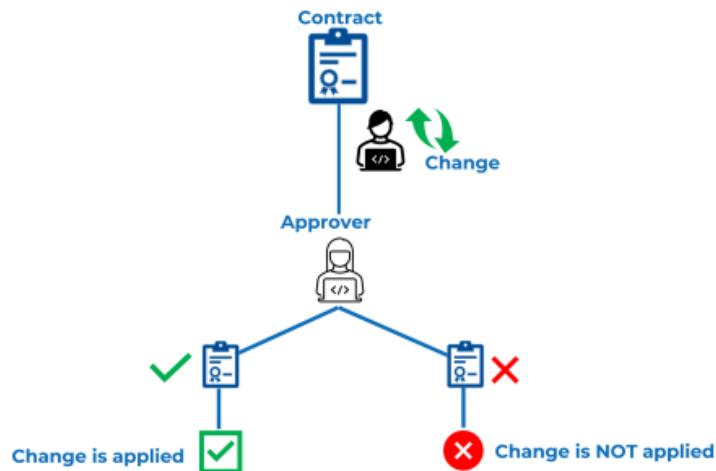 Contract
</>
Change
Approver
</>
Change is applied
Change is NOT applied